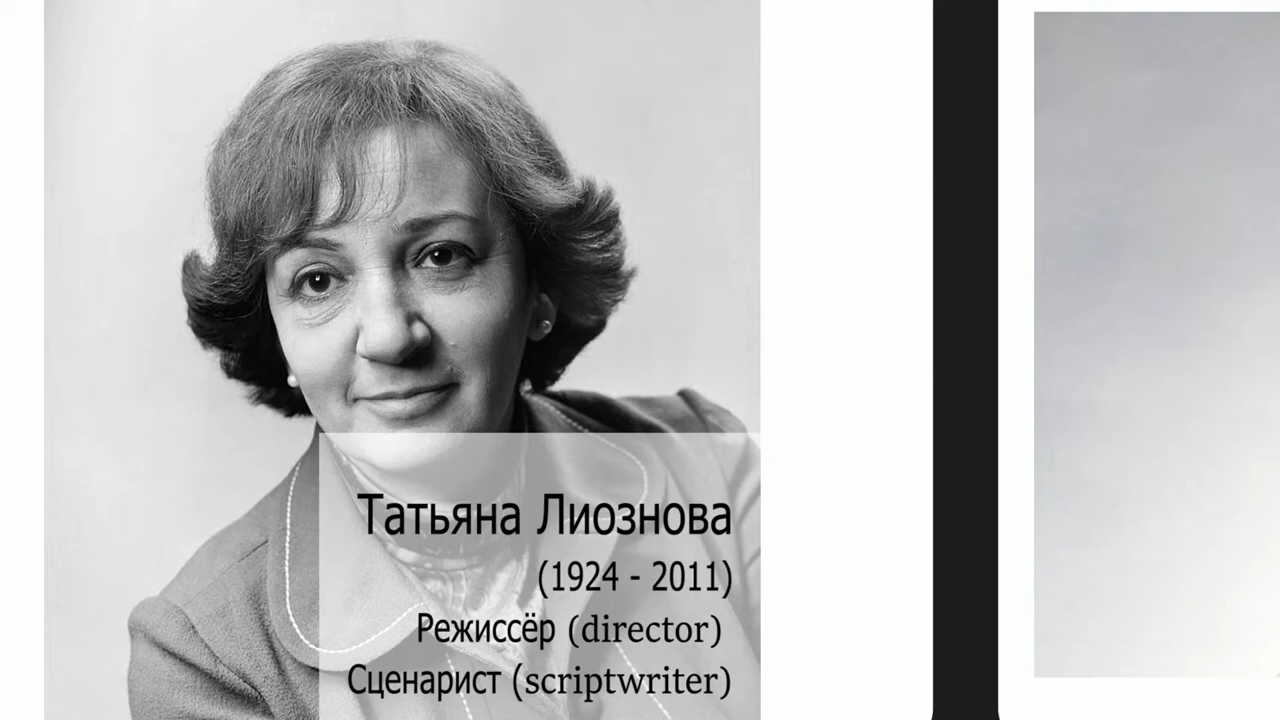 Татьяна Лиознова
(1924 - 2011)
Режиссёр (director)
Сценарист (scriptwriter)